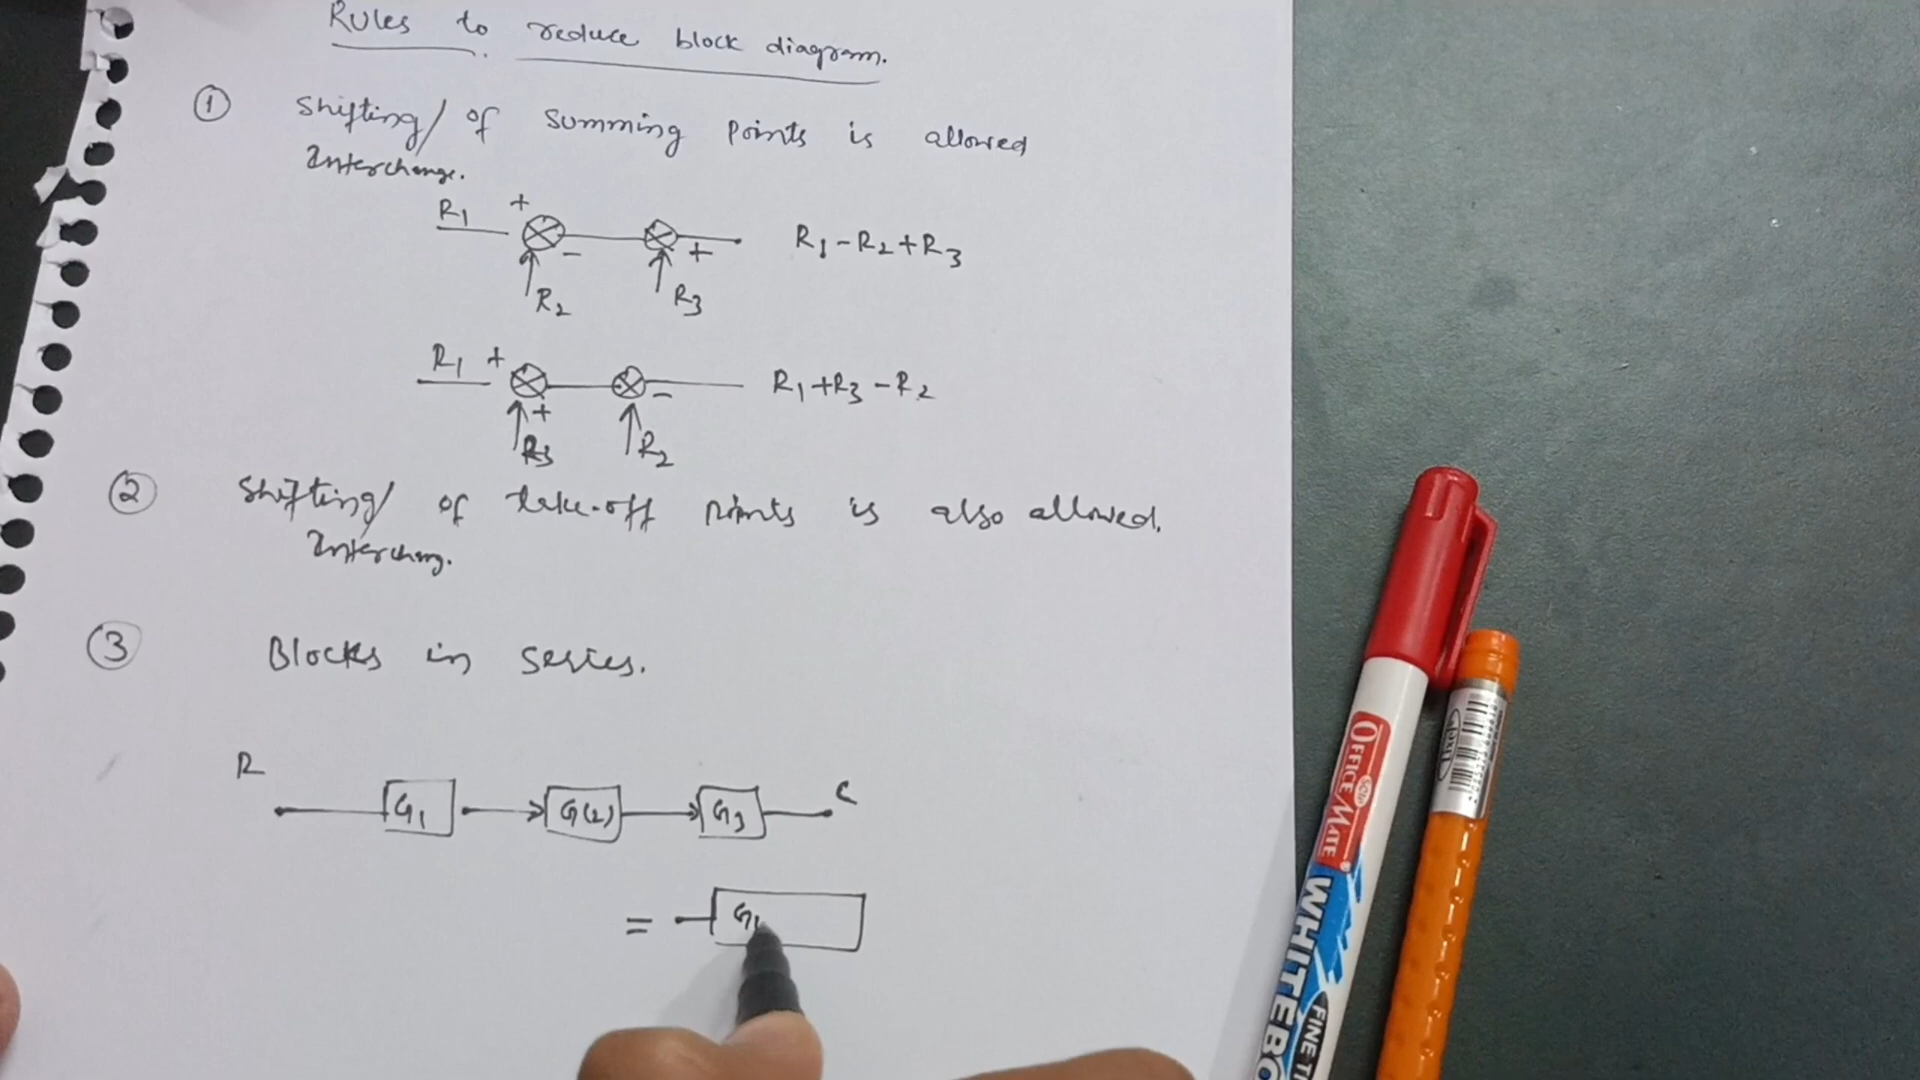 Rules to reduce block diagram.
① Shifting/ of summing points is allowed
Interchange.
R1 + - + R1-R2+R3
R2 R3
R1 + - R1+R3-R2
+
R3 R2
② Shifting/ of take-off points is also allowed.
Interchang.
③ Blocks in series.
R C
G1 G(2) G3
= G1
OFFICE MATE
WHITEBO
FINE TI